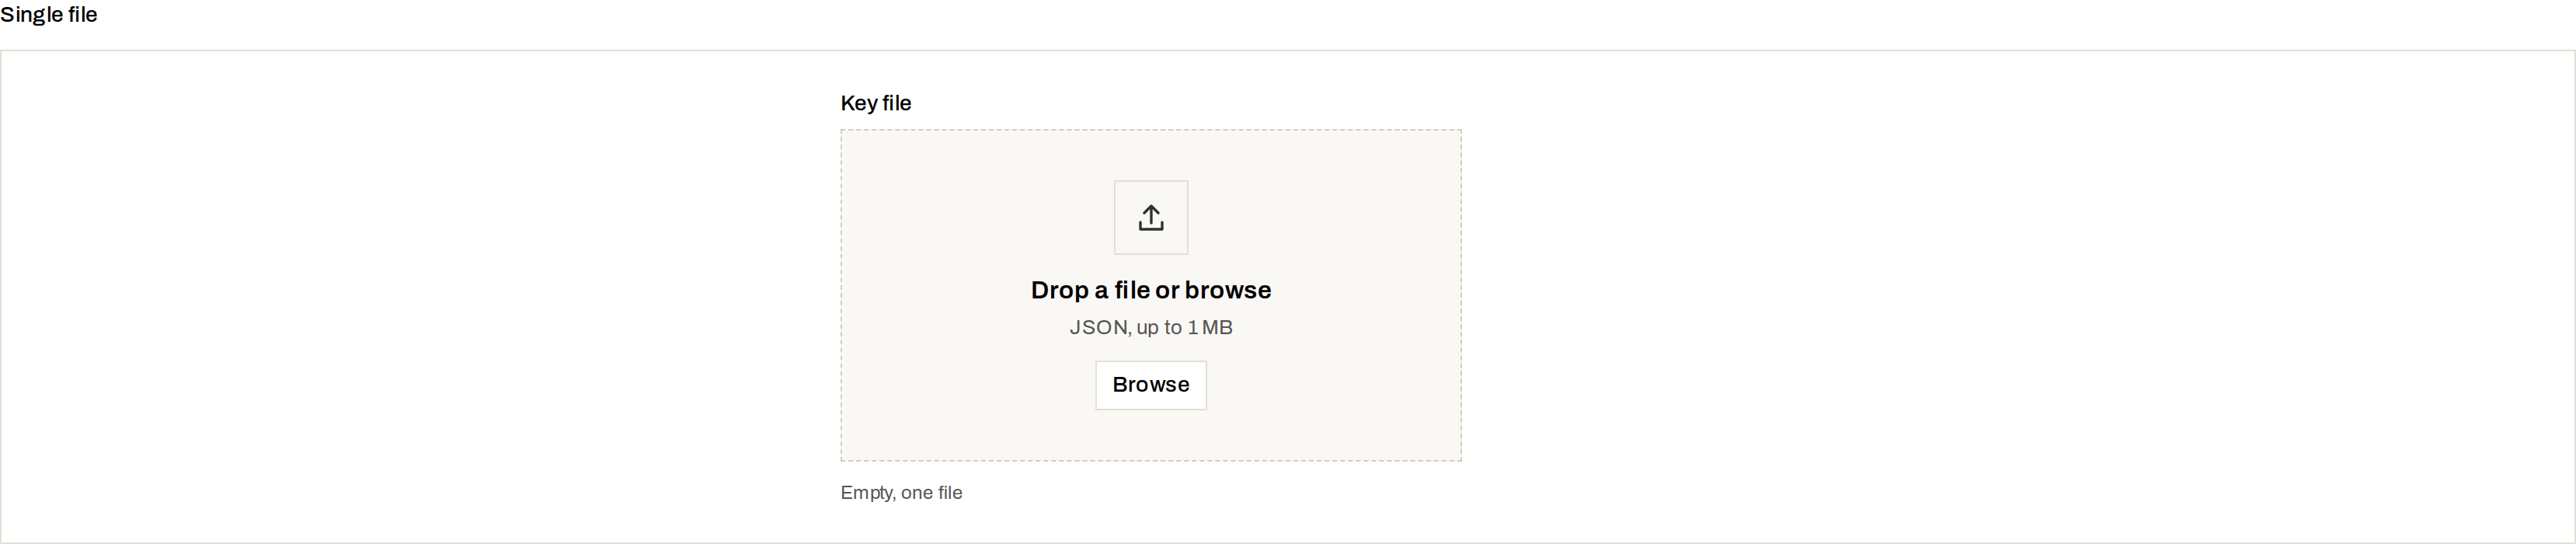 Single file
Key file
Drop a file or browse
JSON, up to 1 MB
Browse
Empty, one file